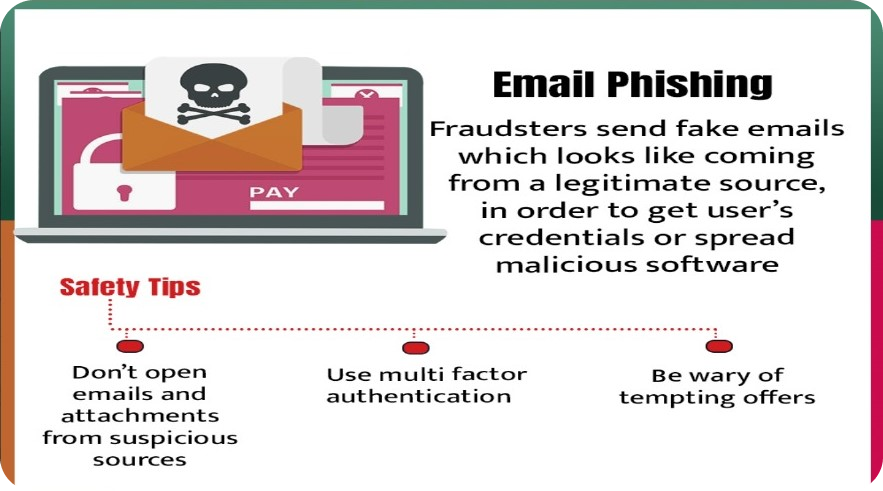 Email Phishing
Fraudsters send fake emails
which looks like coming
from a legitimate source,
in order to get user's
credentials or spread
malicious software
PAY
Safety Tips
Don't open
emails and
attachments
from suspicious
sources
Use multi factor
authentication
Be wary of
tempting offers